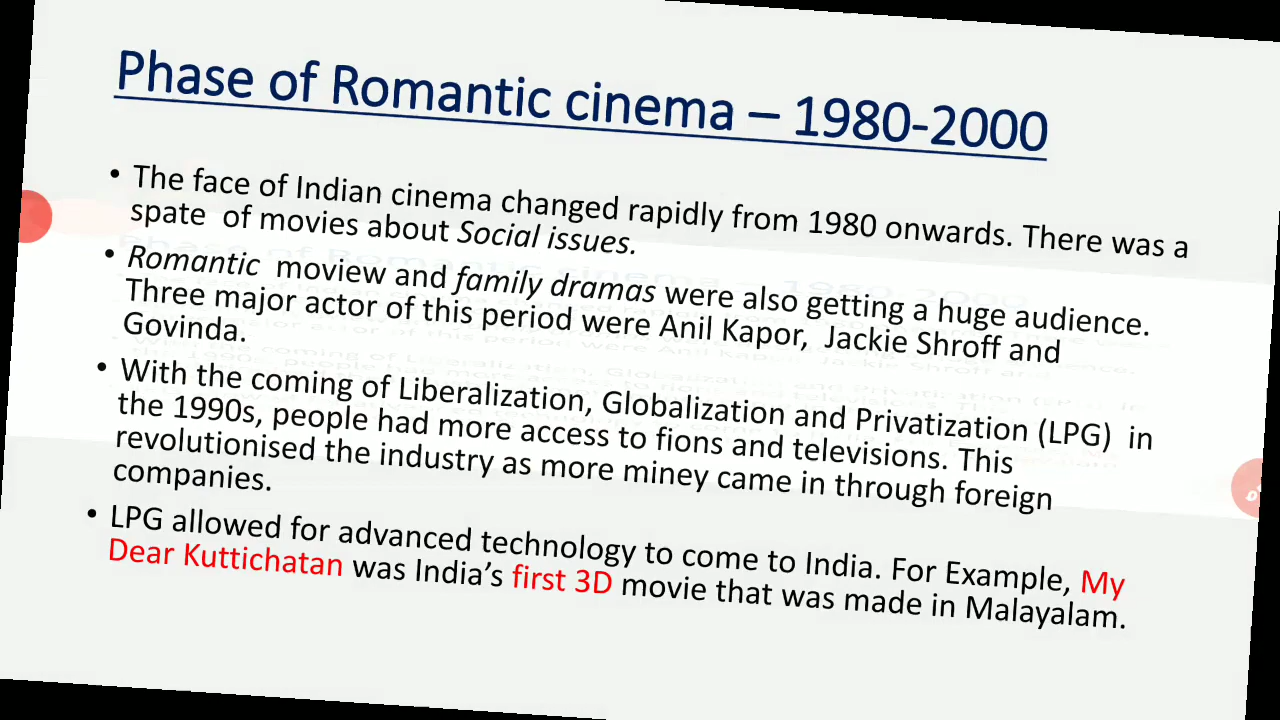 Phase of Romantic cinema – 1980-2000
• The face of Indian cinema changed rapidly from 1980 onwards. There was a
spate of movies about Social issues.
• Romantic moview and family dramas were also getting a huge audience.
Three major actor of this period were Anil Kapor, Jackie Shroff and
Govinda.
• With the coming of Liberalization, Globalization and Privatization (LPG) in
the 1990s, people had more access to fions and televisions. This
revolutionised the industry as more miney came in through foreign
companies.
• LPG allowed for advanced technology to come to India. For Example, My
Dear Kuttichatan was India's first 3D movie that was made in Malayalam.